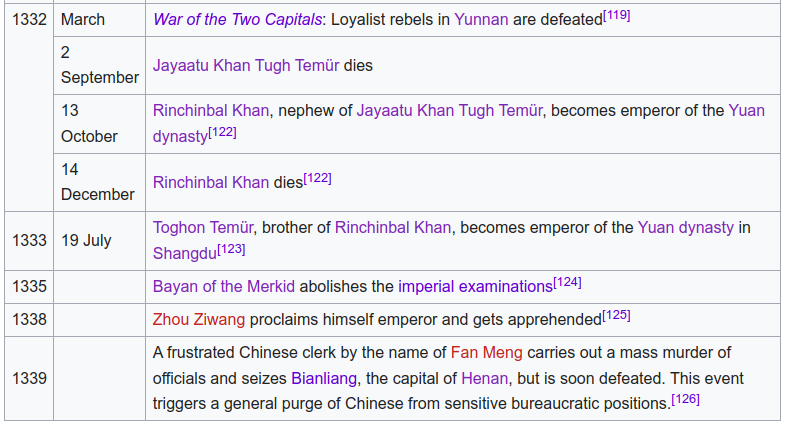 1332 March War of the Two Capitals: Loyalist rebels in Yunnan are defeated[119]
2
September
Jayaatu Khan Tugh Temür dies
13
October
Rinchinbal Khan, nephew of Jayaatu Khan Tugh Temür, becomes emperor of the Yuan
dynasty[122]
14
December
Rinchinbal Khan dies[122]
1333 19 July
Toghon Temür, brother of Rinchinbal Khan, becomes emperor of the Yuan dynasty in
Shangdu[123]
1335 Bayan of the Merkid abolishes the imperial examinations[124]
1338 Zhou Ziwang proclaims himself emperor and gets apprehended[125]
1339
A frustrated Chinese clerk by the name of Fan Meng carries out a mass murder of
officials and seizes Bianliang, the capital of Henan, but is soon defeated. This event
triggers a general purge of Chinese from sensitive bureaucratic positions.[126]